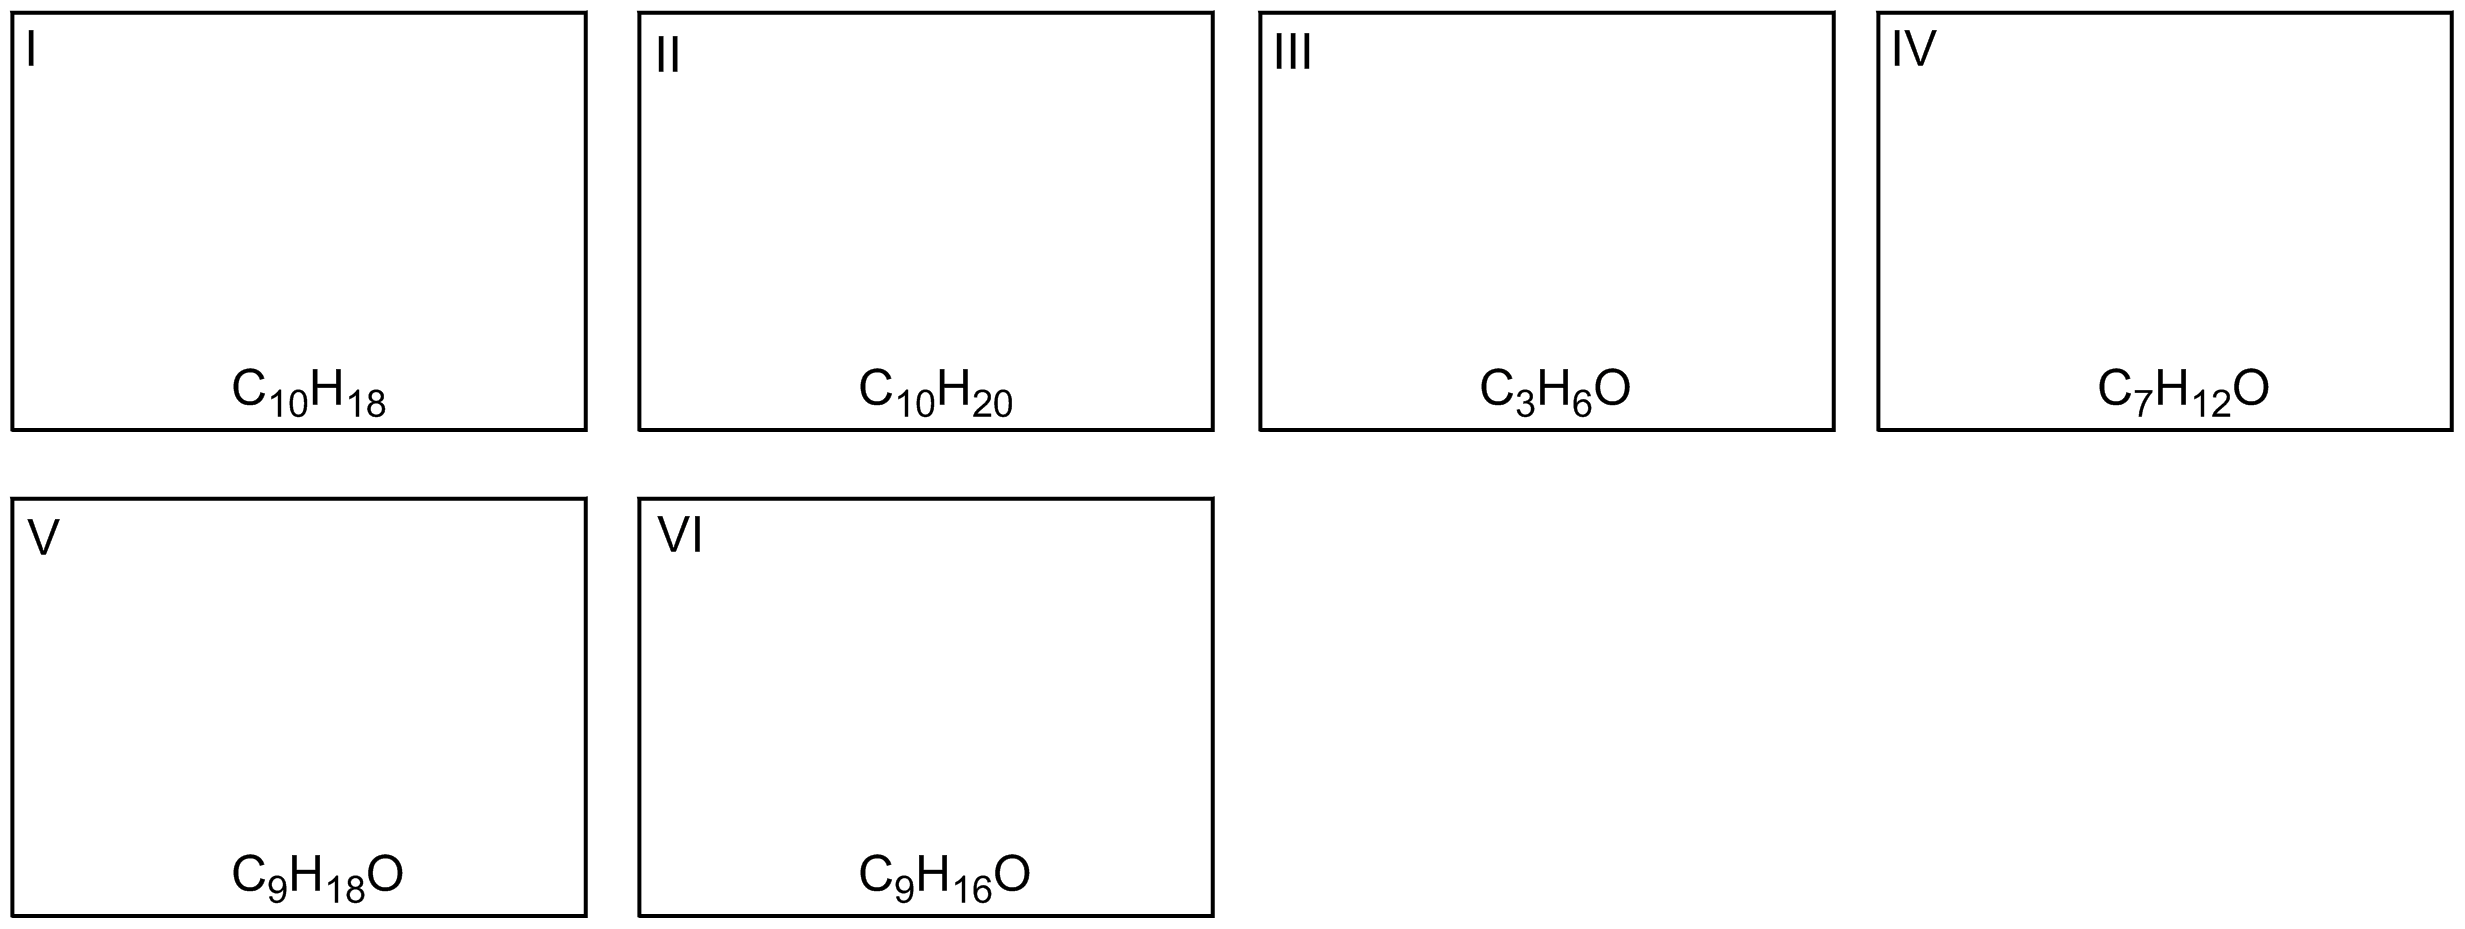 I
II
III
IV
C₁₀H₁₈
C₁₀H₂₀
C₃H₆O
C₇H₁₂O
V
VI
C₉H₁₈O
C₉H₁₆O